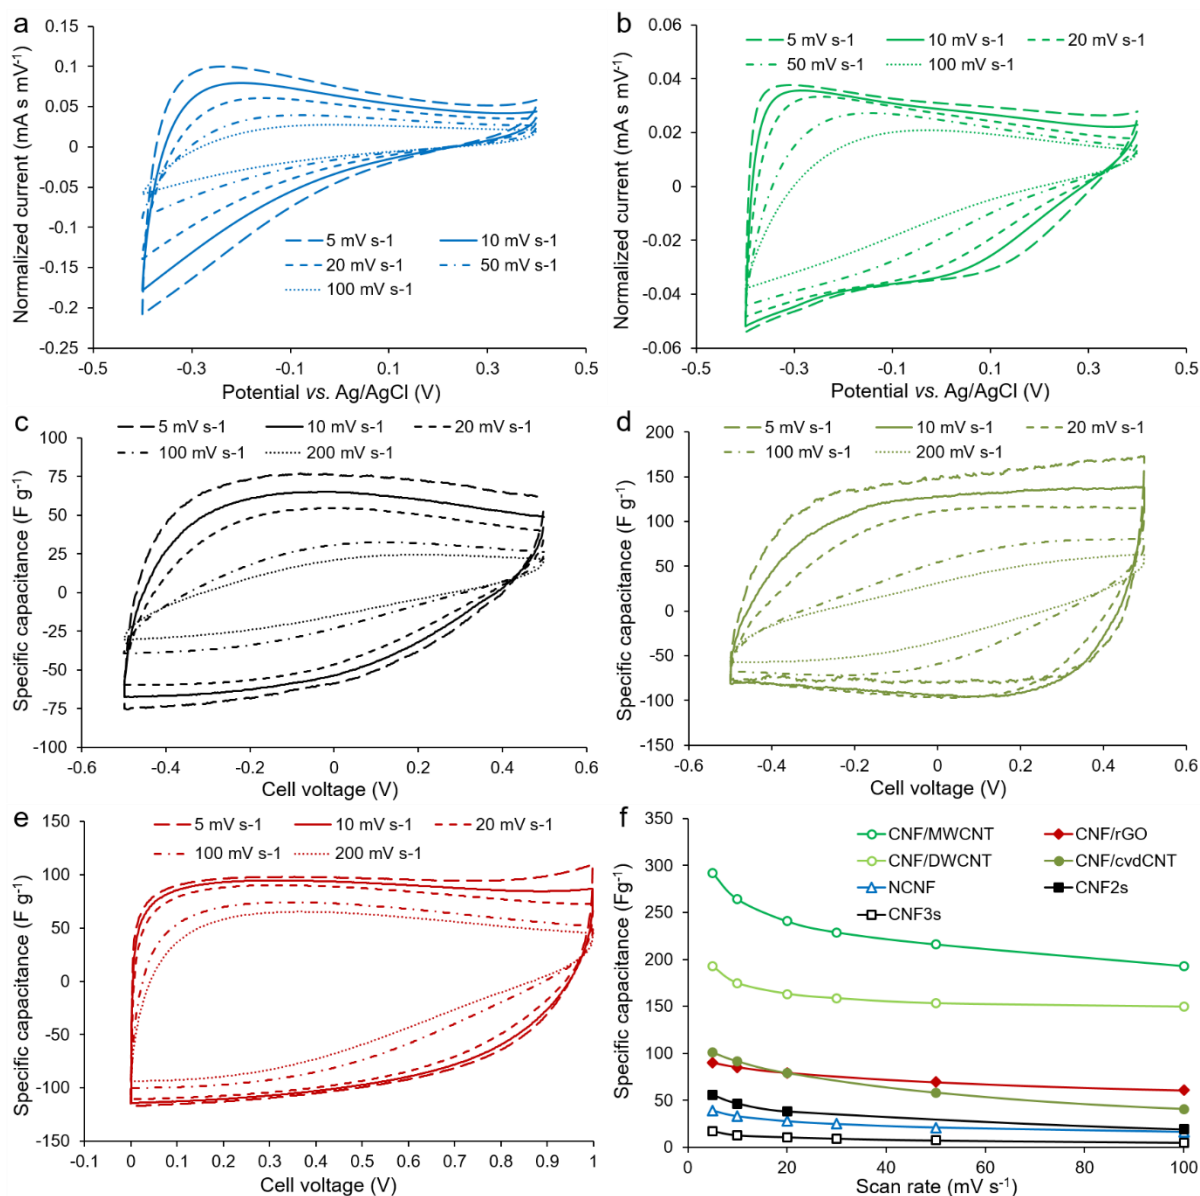 a
0.15
0.1
0.05
0
-0.05
-0.1
-0.15
-0.2
-0.25
Normalized current (mA s mV⁻¹)
5 mV s-1
10 mV s-1
20 mV s-1
50 mV s-1
100 mV s-1
-0.5 -0.3 -0.1 0.1 0.3 0.5
Potential vs. Ag/AgCl (V)
b
5 mV s-1 10 mV s-1 20 mV s-1
50 mV s-1 100 mV s-1
0.06
0.04
0.02
0
-0.02
-0.04
-0.06
Normalized current (mA s mV⁻¹)
-0.5 -0.3 -0.1 0.1 0.3 0.5
Potential vs. Ag/AgCl (V)
c
5 mV s-1 10 mV s-1 20 mV s-1
100 mV s-1 200 mV s-1
100
75
50
25
0
-25
-50
-75
-100
Specific capacitance (F g⁻¹)
-0.6 -0.4 -0.2 0 0.2 0.4 0.6
Cell voltage (V)
d
5 mV s-1 10 mV s-1 20 mV s-1
100 mV s-1 200 mV s-1
200
150
100
50
0
-50
-100
-150
Specific capacitance (F g⁻¹)
-0.6 -0.4 -0.2 0 0.2 0.4 0.6
Cell voltage (V)
e
5 mV s-1 10 mV s-1 20 mV s-1
100 mV s-1 200 mV s-1
150
100
50
0
-50
-100
-150
Specific capacitance (F g⁻¹)
0 0.1 0.2 0.3 0.4 0.5 0.6 0.7 0.8 0.9 1
Cell voltage (V)
f
350
300
250
200
150
100
50
0
Specific capacitance (Fg⁻¹)
CNF/MWCNT CNF/rGO
CNF/DWCNT CNF/cvdCNT
NCNF CNF2s
CNF3s
0 20 40 60 80 100
Scan rate (mV s⁻¹)